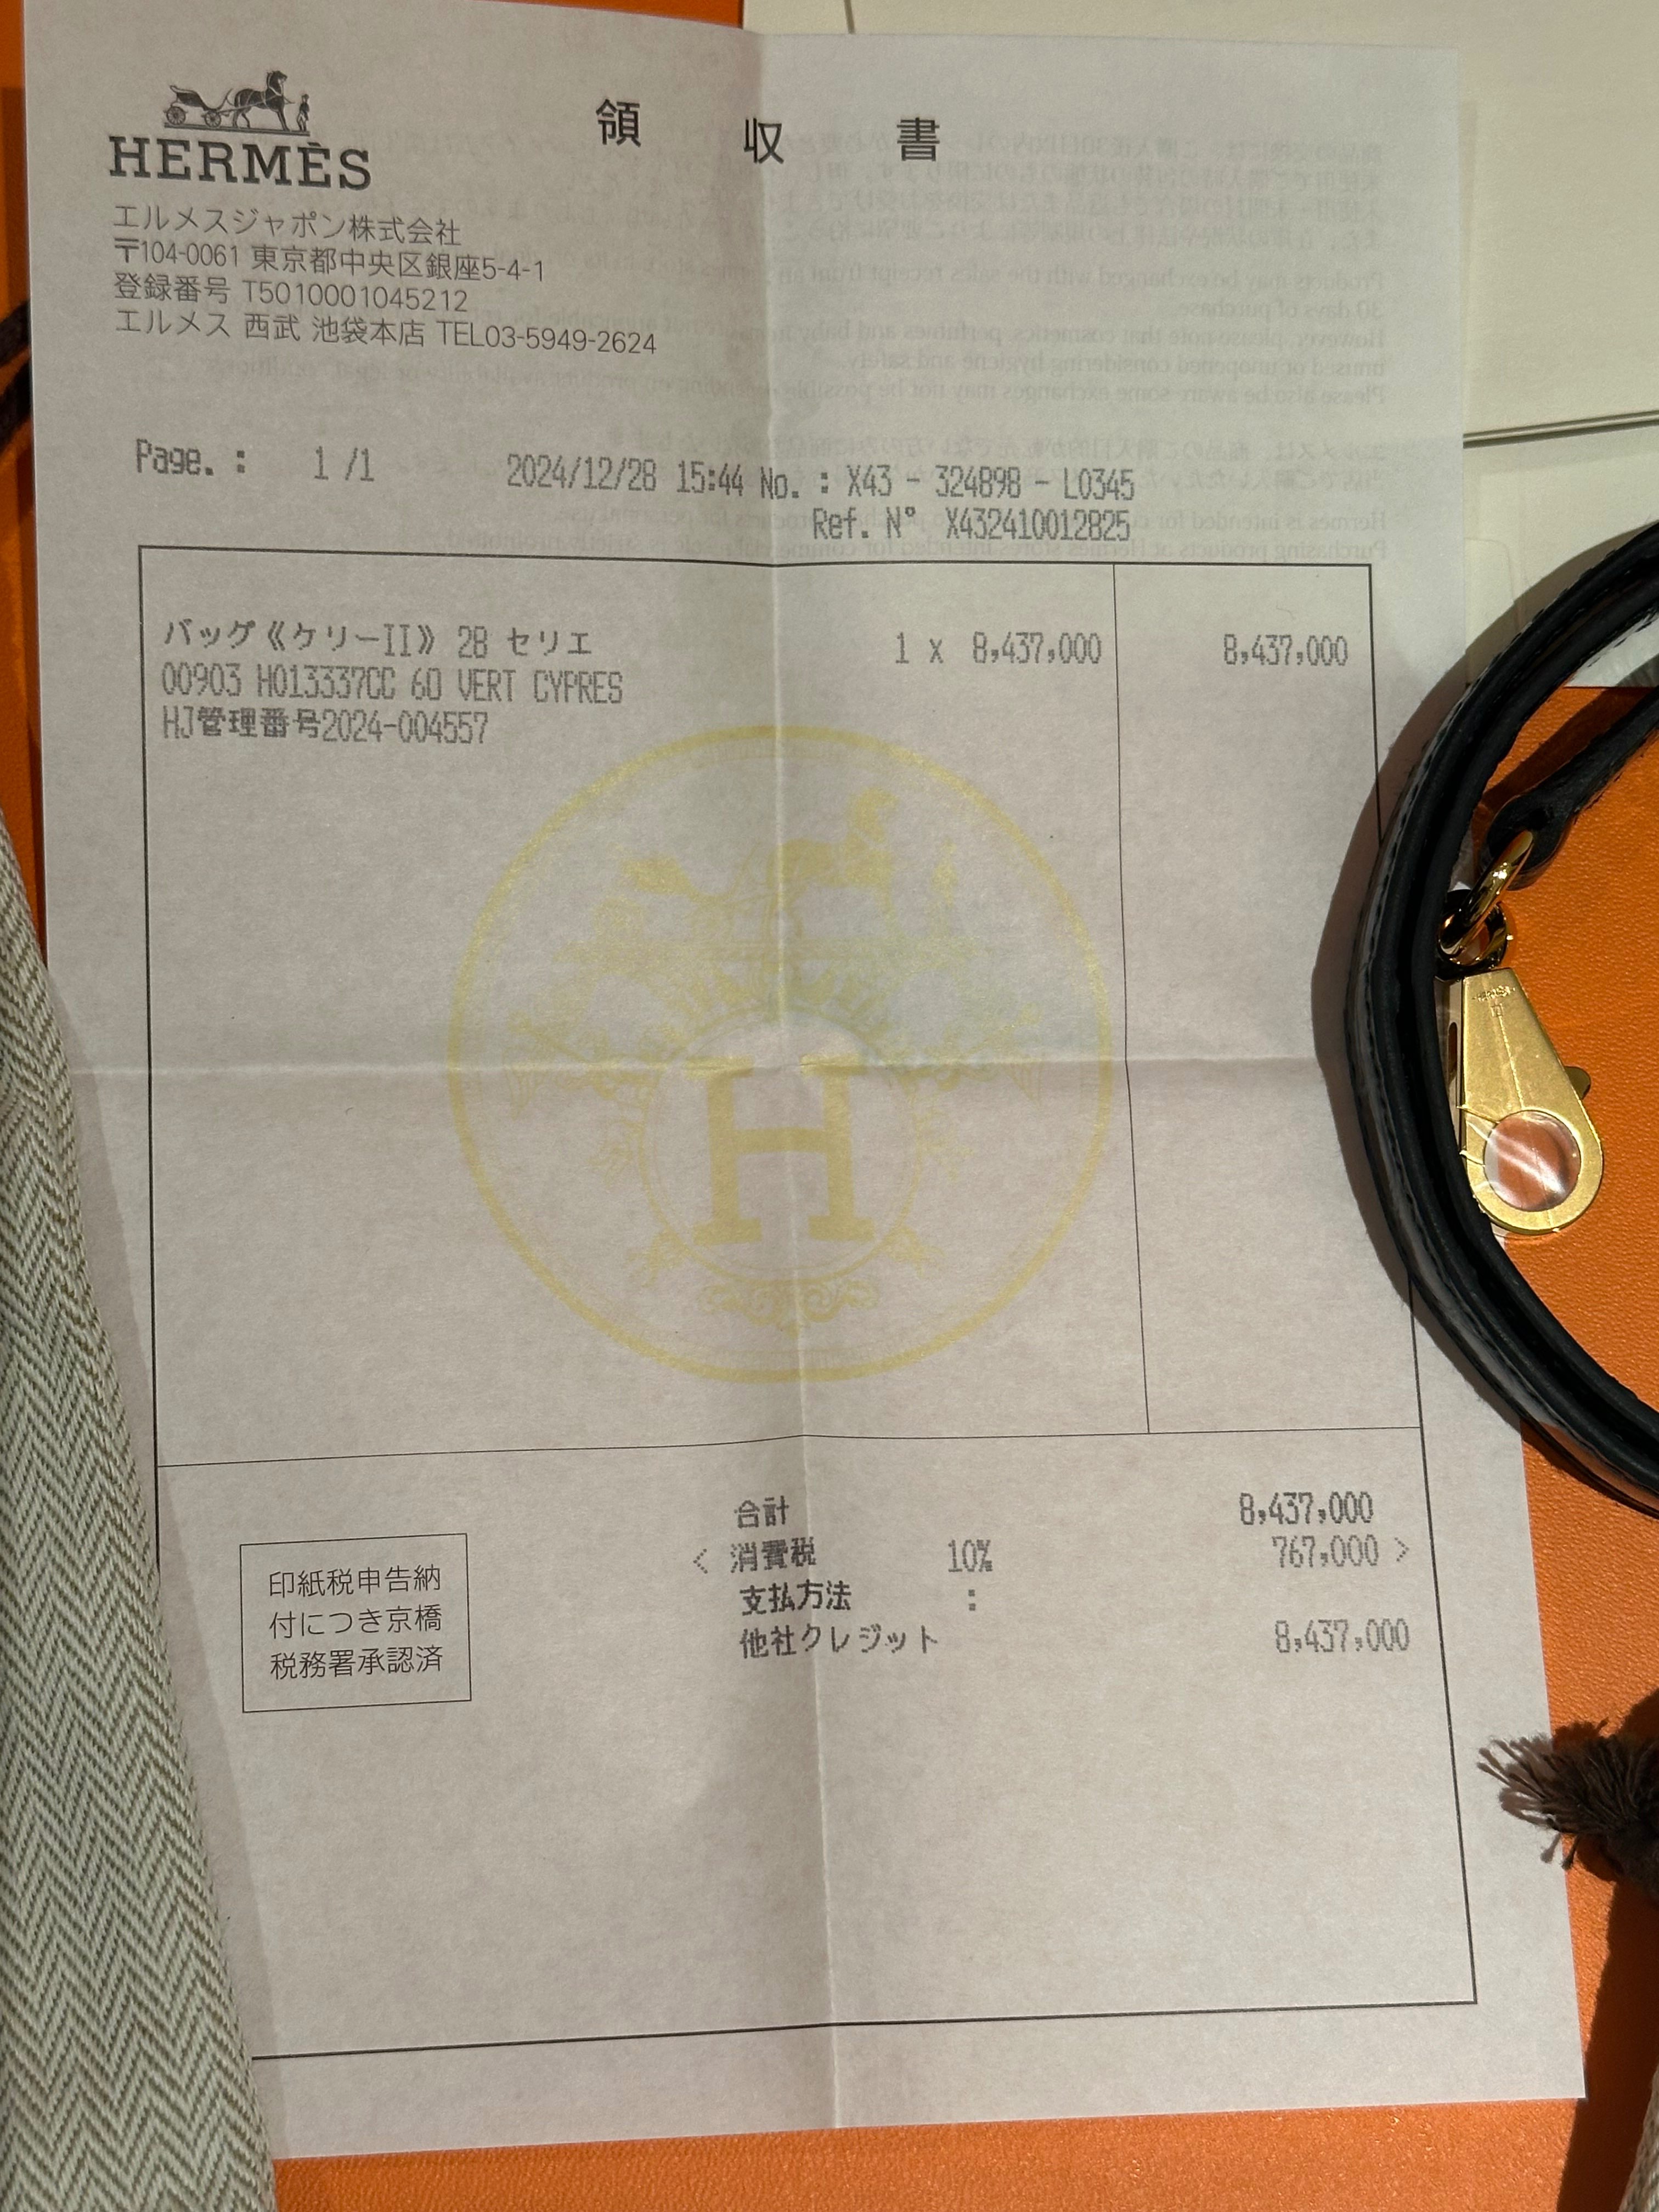 HERMÈS
領収書
エルメスジャポン株式会社
〒104-0061 東京都中央区銀座5-4-1
登録番号 T5010001045212
エルメス 西武 池袋本店 TEL03-5949-2624
Page. : 1 /1 2024/12/28 15:44 No. : X43 - 324898 - L0345
Ref. N° X432410012825
バッグ《ケリーII》 28 セリエ 1 x 8,437,000 8,437,000
00903 H013337CC 6O VERT CYPRES
HJ管理番号2024-004557
H
合計 8,437,000
< 消費税 10% 767,000 >
支払方法 :
他社クレジット 8,437,000
印紙税申告納
付につき京橋
税務署承認済